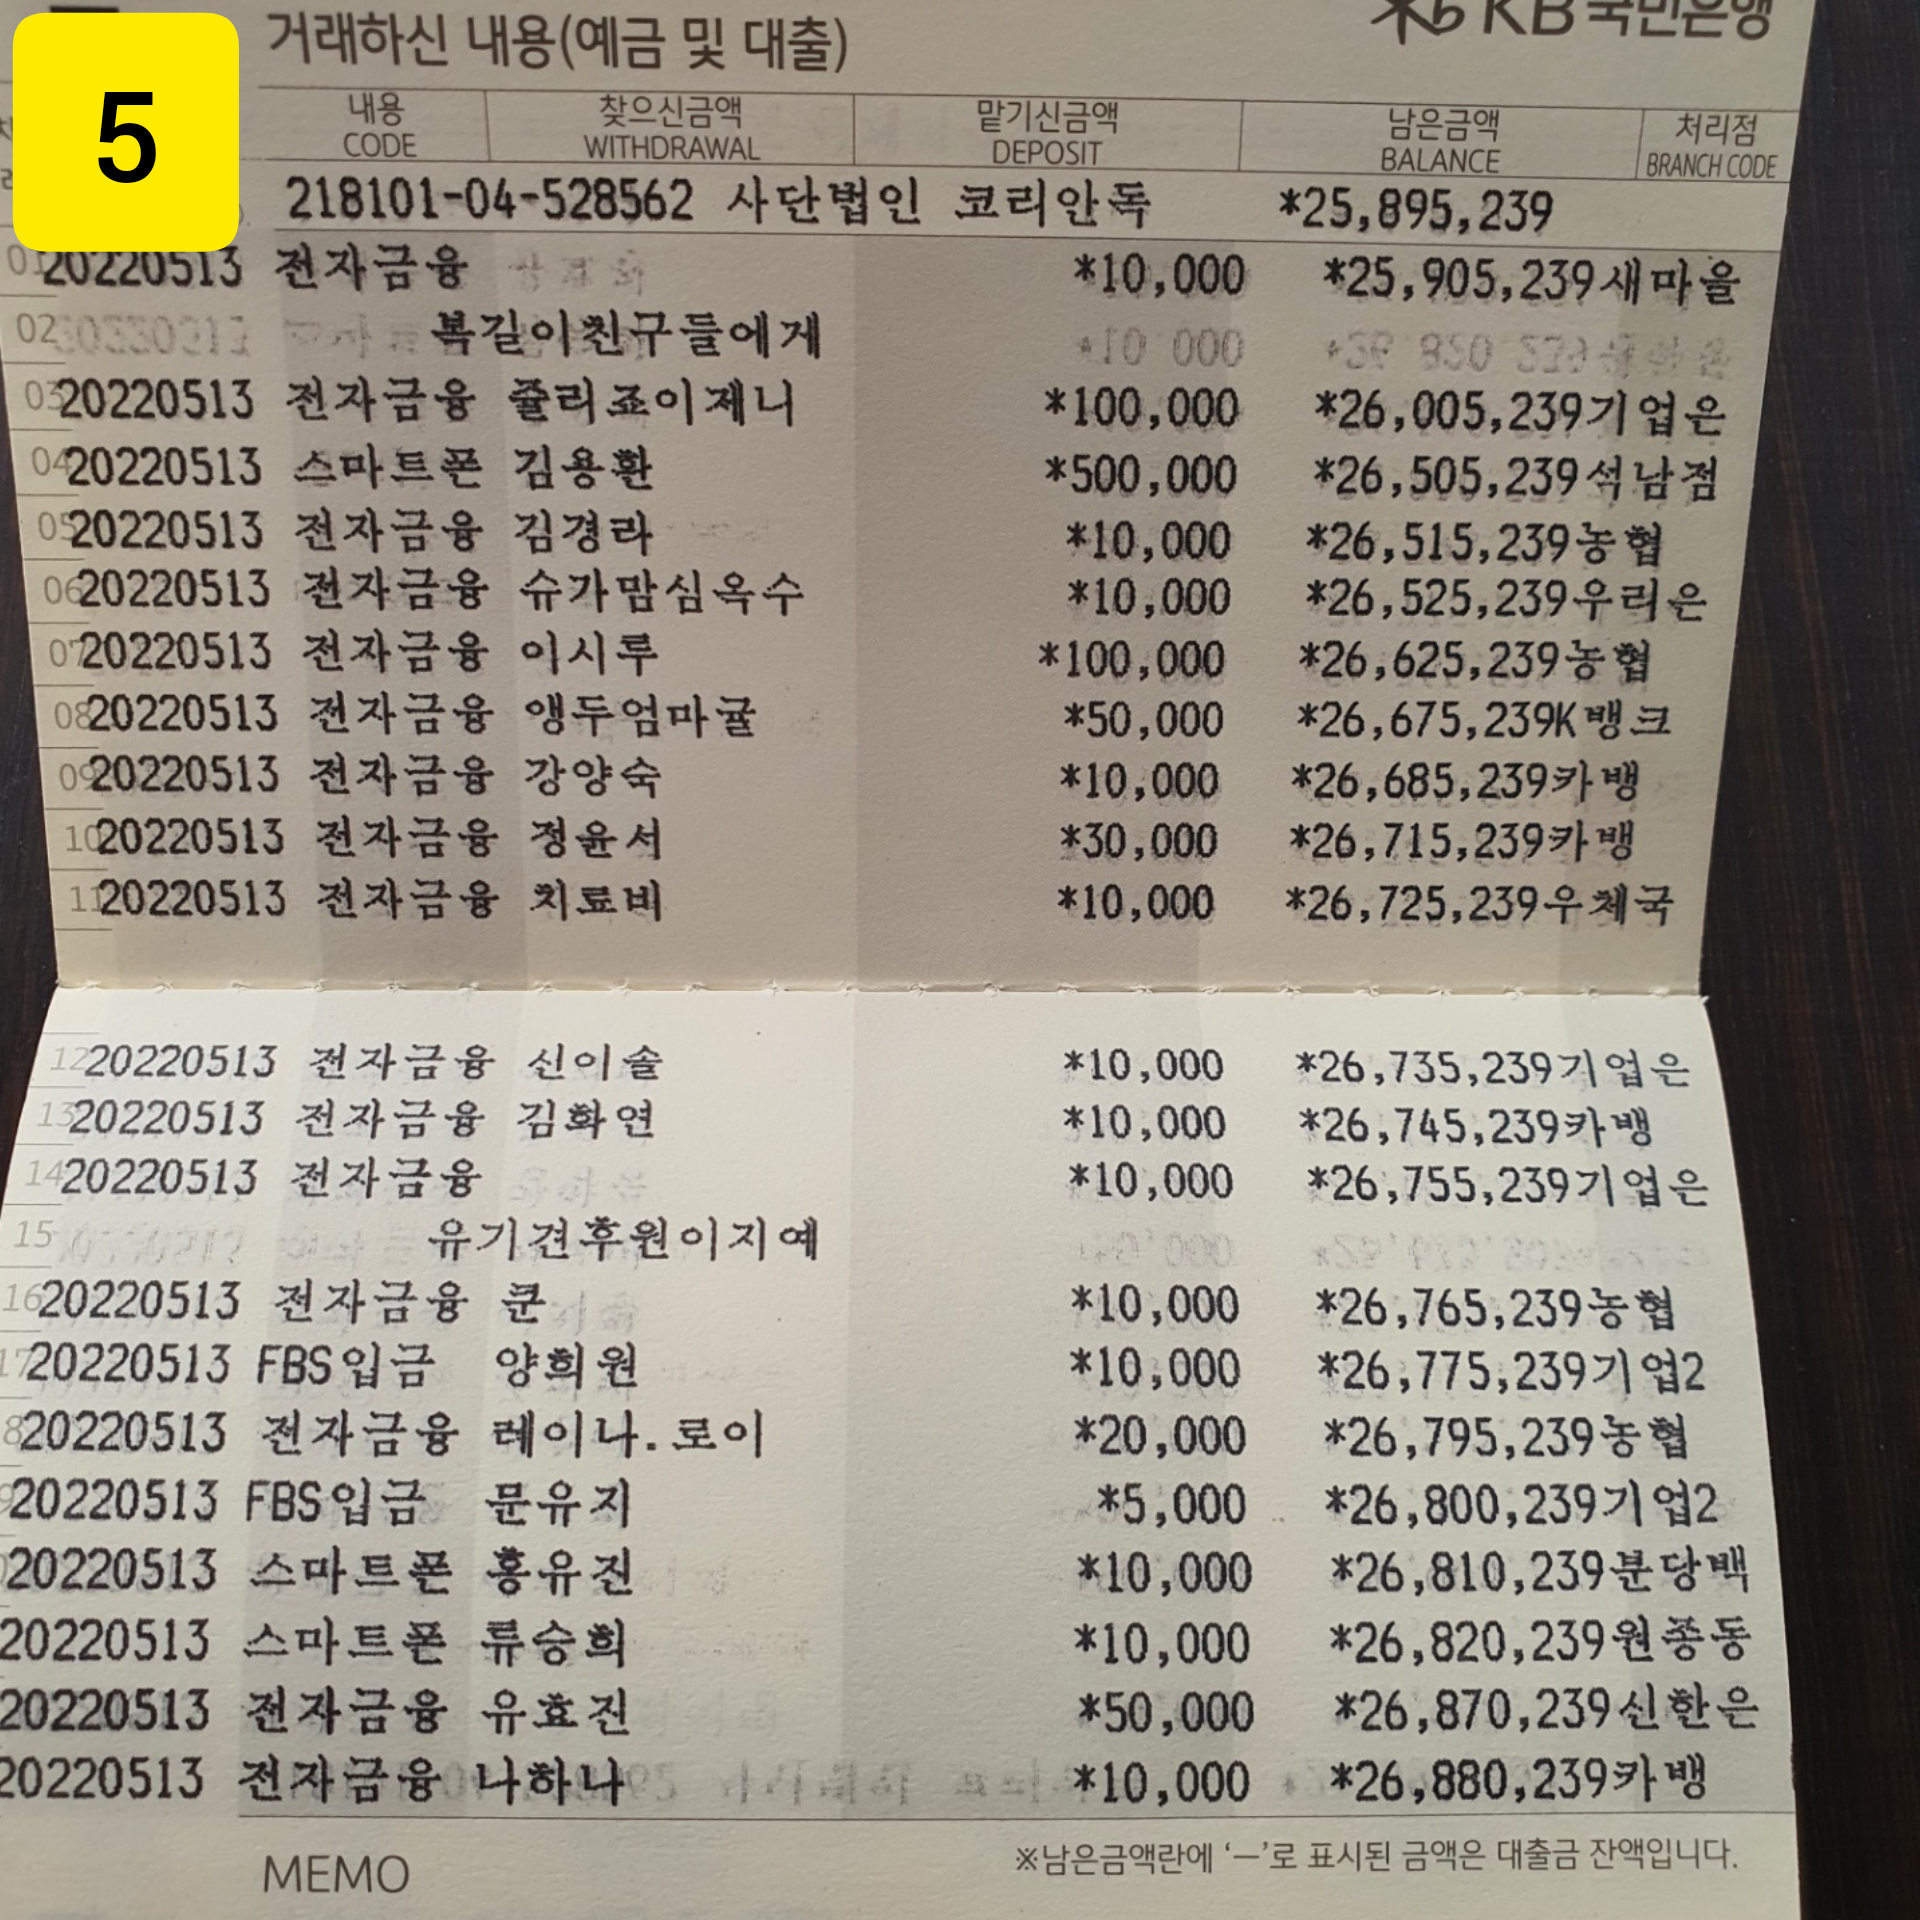 5
거래하신 내용(예금 및 대출)
KB 국민은행
내용 찾으신금액 맡기신금액 남은금액 처리점
CODE WITHDRAWAL DEPOSIT BALANCE BRANCH CODE
218101-04-528562 사단법인 코리안독 *25,895,239
01 20220513 전자금융 *10,000 *25,905,239새마을
02 복길이친구들에게
03 20220513 전자금융 쥴리죠이제니 *100,000 *26,005,239기업은
04 20220513 스마트폰 김용환 *500,000 *26,505,239석남점
05 20220513 전자금융 김경라 *10,000 *26,515,239농협
06 20220513 전자금융 슈가맘심옥수 *10,000 *26,525,239우리은
07 20220513 전자금융 이시루 *100,000 *26,625,239농협
08 20220513 전자금융 앵두엄마귤 *50,000 *26,675,239K뱅크
09 20220513 전자금융 강양숙 *10,000 *26,685,239카뱅
10 20220513 전자금융 정윤서 *30,000 *26,715,239카뱅
11 20220513 전자금융 치료비 *10,000 *26,725,239우체국
12 20220513 전자금융 신이솔 *10,000 *26,735,239기업은
13 20220513 전자금융 김화연 *10,000 *26,745,239카뱅
14 20220513 전자금융 *10,000 *26,755,239기업은
15 유기견후원이지예
16 20220513 전자금융 쿤 *10,000 *26,765,239농협
17 20220513 FBS입금 양희원 *10,000 *26,775,239기업2
8 20220513 전자금융 레이나.로이 *20,000 *26,795,239농협
9 20220513 FBS입금 문유지 *5,000 *26,800,239기업2
20220513 스마트폰 홍유진 *10,000 *26,810,239분당백
20220513 스마트폰 류승희 *10,000 *26,820,239원종동
20220513 전자금융 유효진 *50,000 *26,870,239신한은
20220513 전자금융 나하나 *10,000 *26,880,239카뱅
MEMO
※남은금액란에 ‘—’로 표시된 금액은 대출금 잔액입니다.